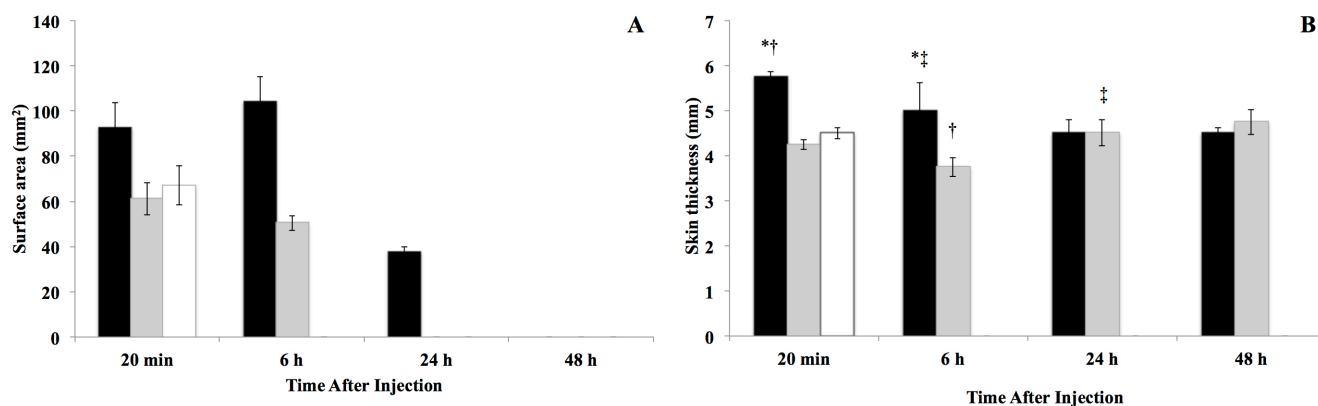 A
Surface area (mm²)
140
120
100
80
60
40
20
0
20 min 6 h 24 h 48 h
Time After Injection
B
Skin thickness (mm)
7
6
5
4
3
2
1
0
*†
*‡
†
‡
20 min 6 h 24 h 48 h
Time After Injection